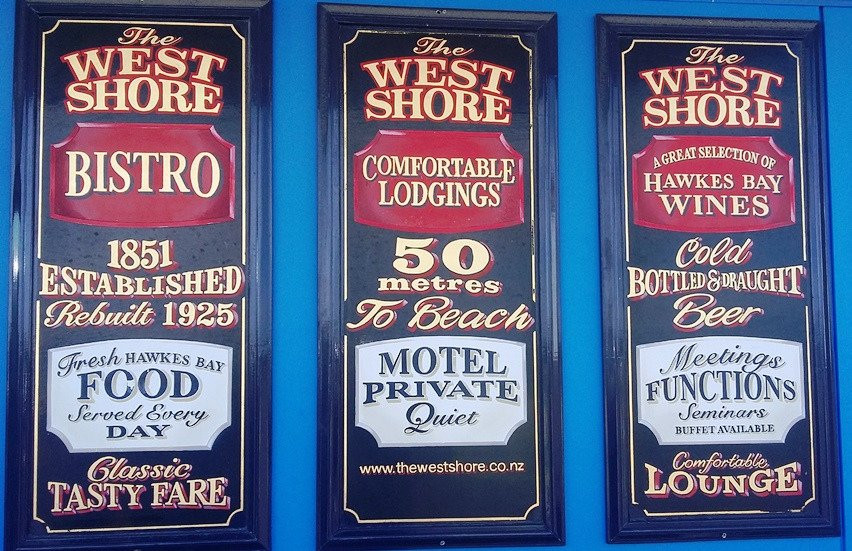 The
WEST
SHORE
BISTRO
1851
ESTABLISHED
Rebuilt 1925
Fresh HAWKES BAY
FOOD
Served Every
DAY
Classic
TASTY FARE
The
WEST
SHORE
COMFORTABLE
LODGINGS
50
metres
To Beach
MOTEL
PRIVATE
Quiet
www.thewestshore.co.nz
The
WEST
SHORE
A GREAT SELECTION OF
HAWKES BAY
WINES
Cold
BOTTLED & DRAUGHT
Beer
Meetings
FUNCTIONS
Seminars
BUFFET AVAILABLE
Comfortable
LOUNGE